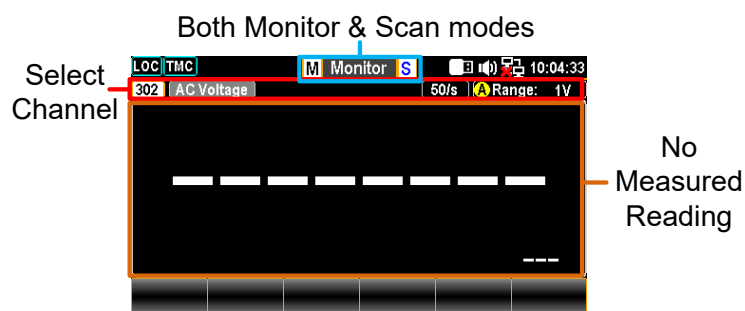 Both Monitor & Scan modes
LOC TMC M Monitor S 10:04:33
Select
Channel
302 AC Voltage 50/s A Range: 1V
No
Measured
Reading